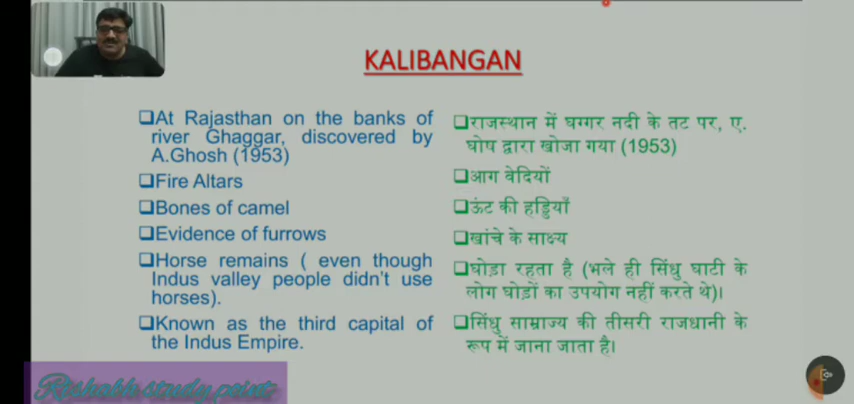 KALIBANGAN
❑At Rajasthan on the banks of
river Ghaggar, discovered by
A.Ghosh (1953)
❑Fire Altars
❑Bones of camel
❑Evidence of furrows
❑Horse remains ( even though
Indus valley people didn't use
horses).
❑Known as the third capital of
the Indus Empire.
❑राजस्थान में घग्गर नदी के तट पर, ए.
घोष द्वारा खोजा गया (1953)
❑आग वेदियों
❑ऊंट की हड्डियाँ
❑खांचे के साक्ष्य
❑घोड़ा रहता है (भले ही सिंधु घाटी के
लोग घोड़ों का उपयोग नहीं करते थे)।
❑सिंधु साम्राज्य की तीसरी राजधानी के
रूप में जाना जाता है।
Rishabh study point